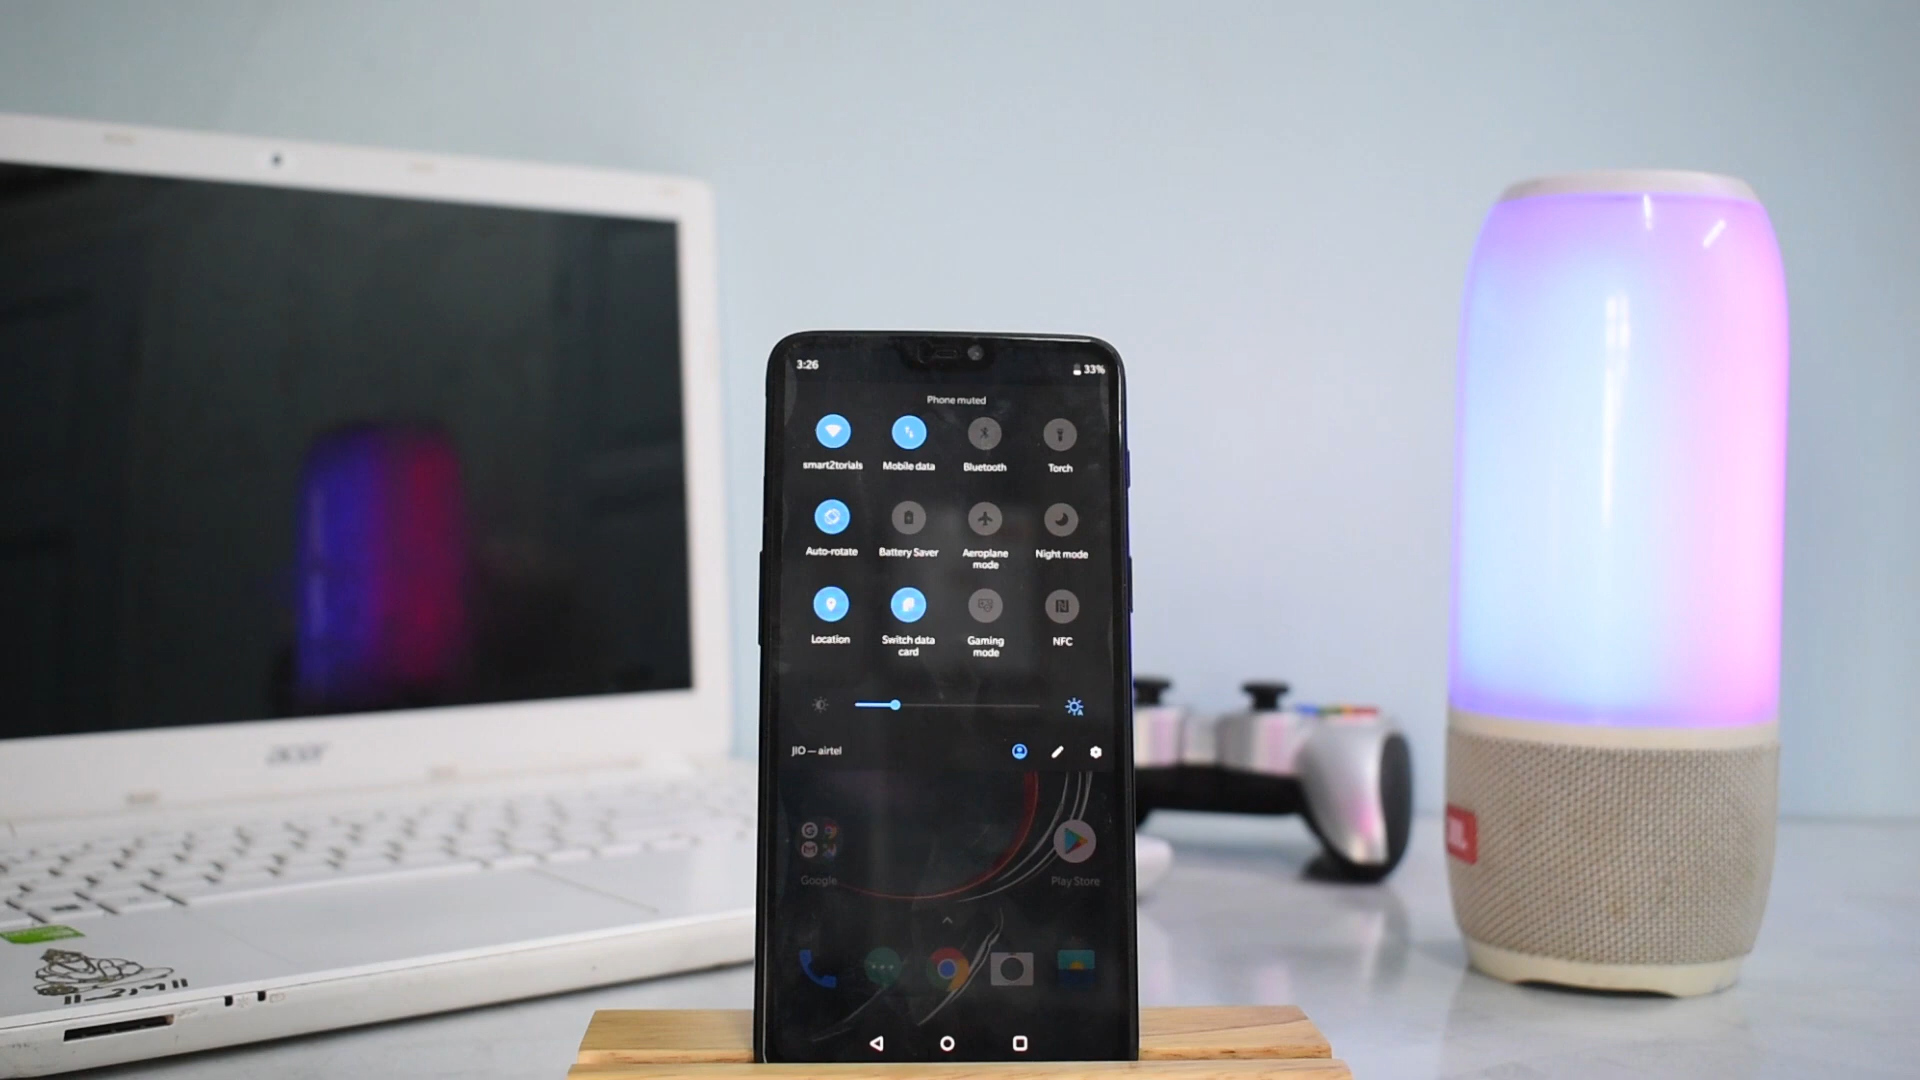 acer
3:26
33%
Phone muted
smart2torials
Mobile data
Bluetooth
Torch
Auto-rotate
Battery Saver
Aeroplane
mode
Night mode
Location
Switch data
card
Gaming
mode
NFC
JIO — airtel
Google
Play Store